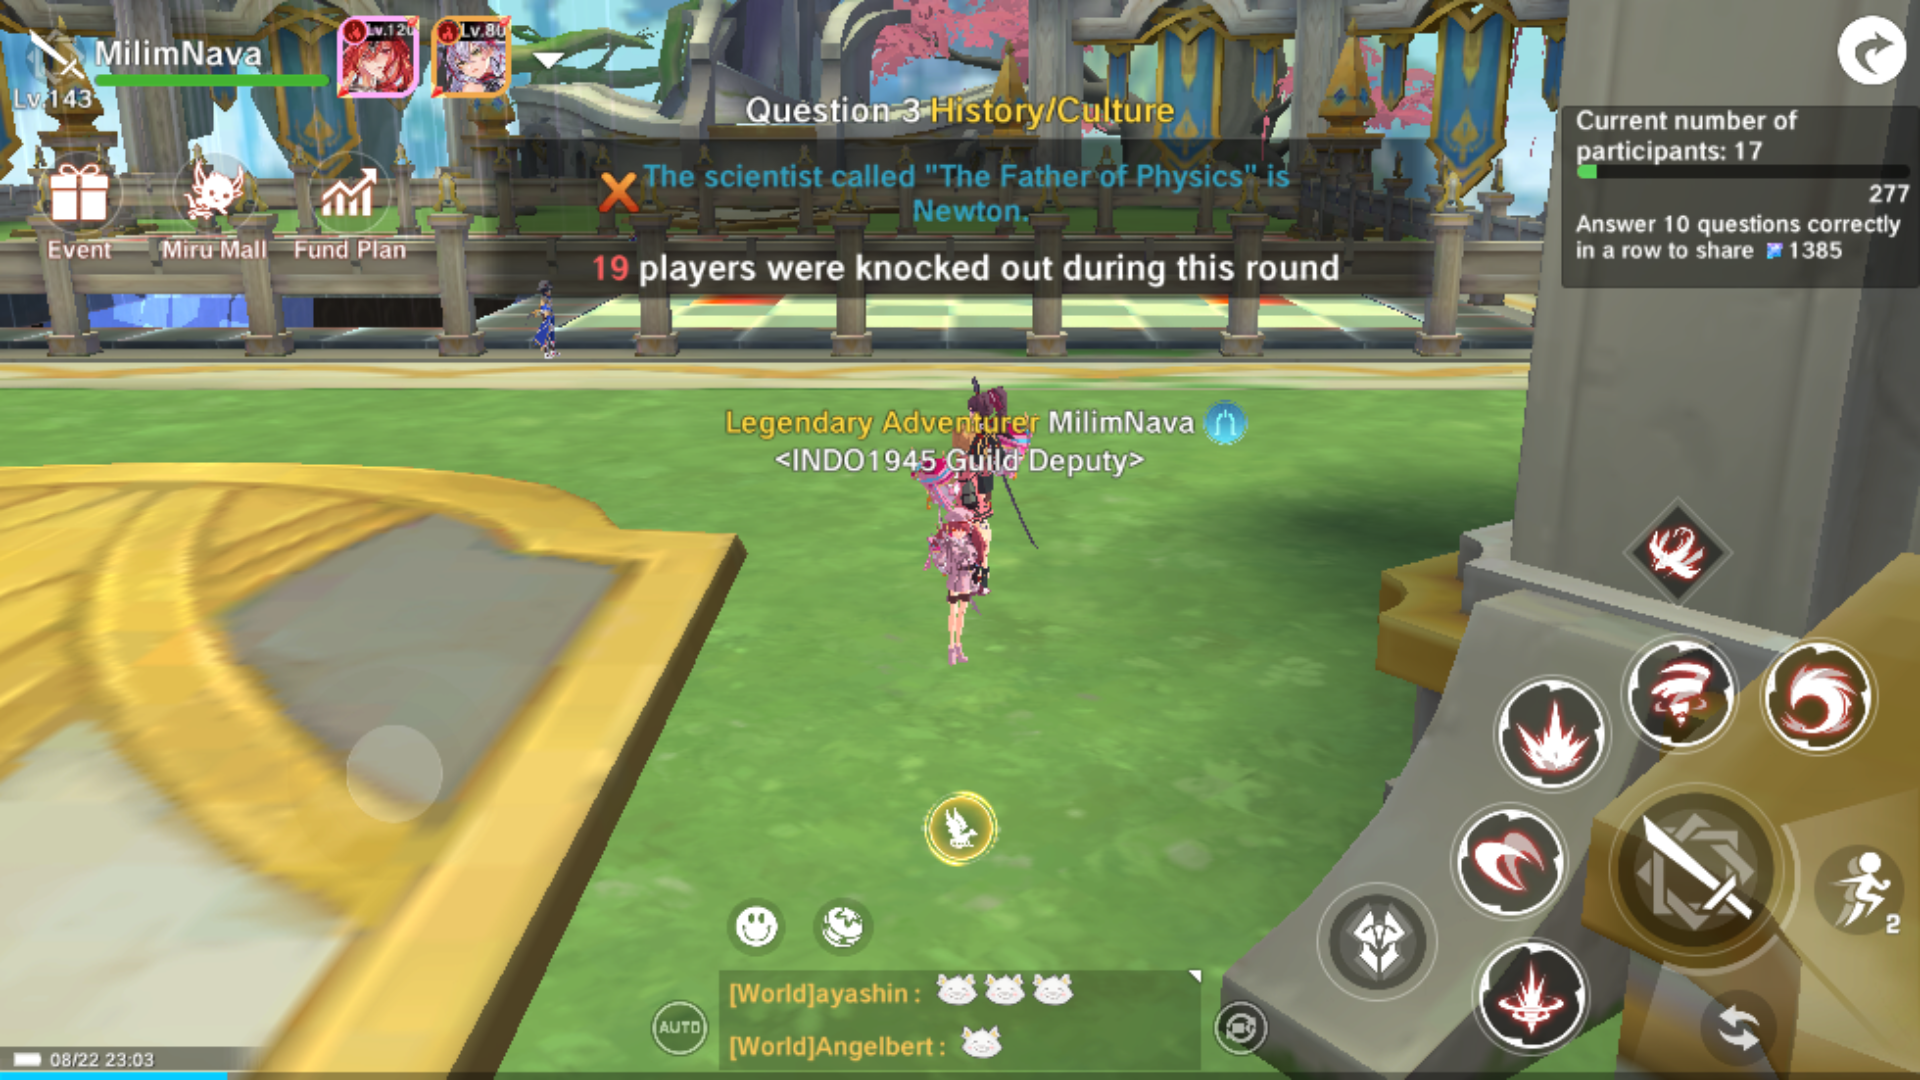 MilimNava
Lv.143
Lv.120
Lv.80
Question 3 History/Culture
The scientist called "The Father of Physics" is
Newton.
19 players were knocked out during this round
Current number of
participants: 17
277
Answer 10 questions correctly
in a row to share 1385
Event
Miru Mall
Fund Plan
Legendary Adventurer MilimNava
<INDO1945 Guild Deputy>
2
AUTO
[World]ayashin :
[World]Angelbert :
08/22 23:03